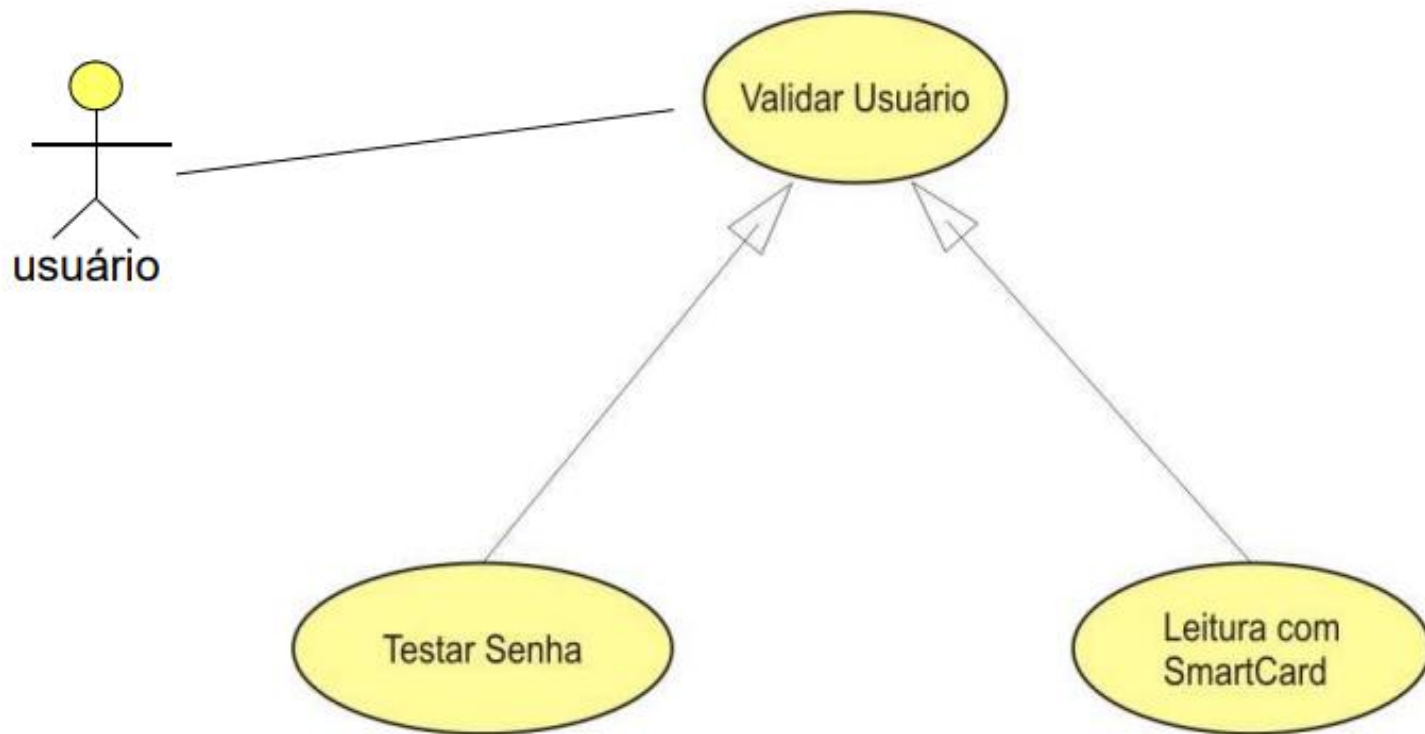 Validar Usuário
usuário
Testar Senha
Leitura com
SmartCard